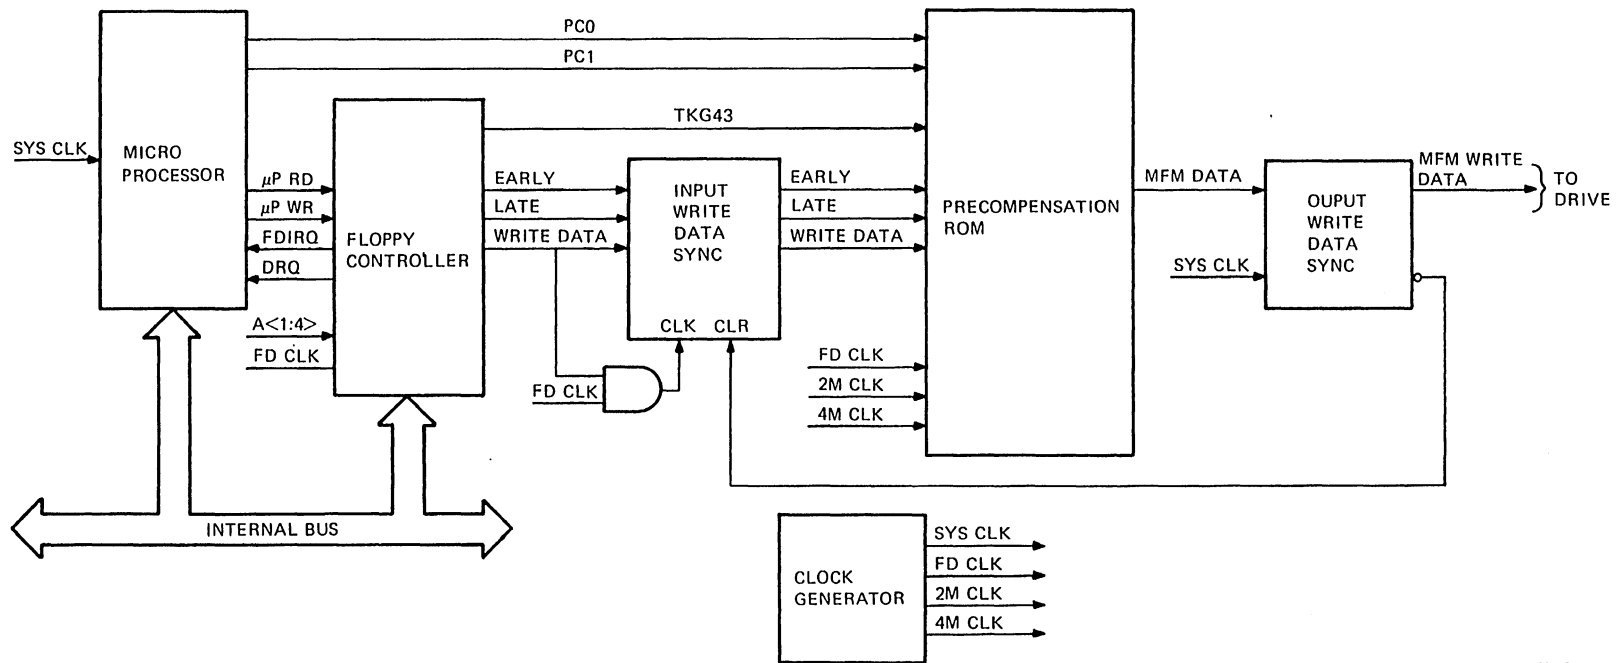 PC0
PC1
TKG43
SYS CLK
MICRO
PROCESSOR
µP RD
µP WR
FDIRQ
DRQ
A<1:4>
FD CLK
FLOPPY
CONTROLLER
EARLY
LATE
WRITE DATA
INPUT
WRITE
DATA
SYNC
CLK CLR
FD CLK
EARLY
LATE
WRITE DATA
FD CLK
2M CLK
4M CLK
PRECOMPENSATION
ROM
MFM DATA
SYS CLK
OUPUT
WRITE
DATA
SYNC
MFM WRITE
DATA
TO
DRIVE
INTERNAL BUS
CLOCK
GENERATOR
SYS CLK
FD CLK
2M CLK
4M CLK